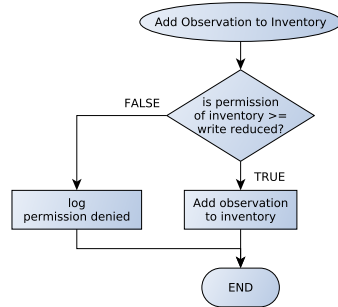 Add Observation to Inventory
is permission
of inventory >=
write reduced?
FALSE
TRUE
log
permission denied
Add observation
to inventory
END